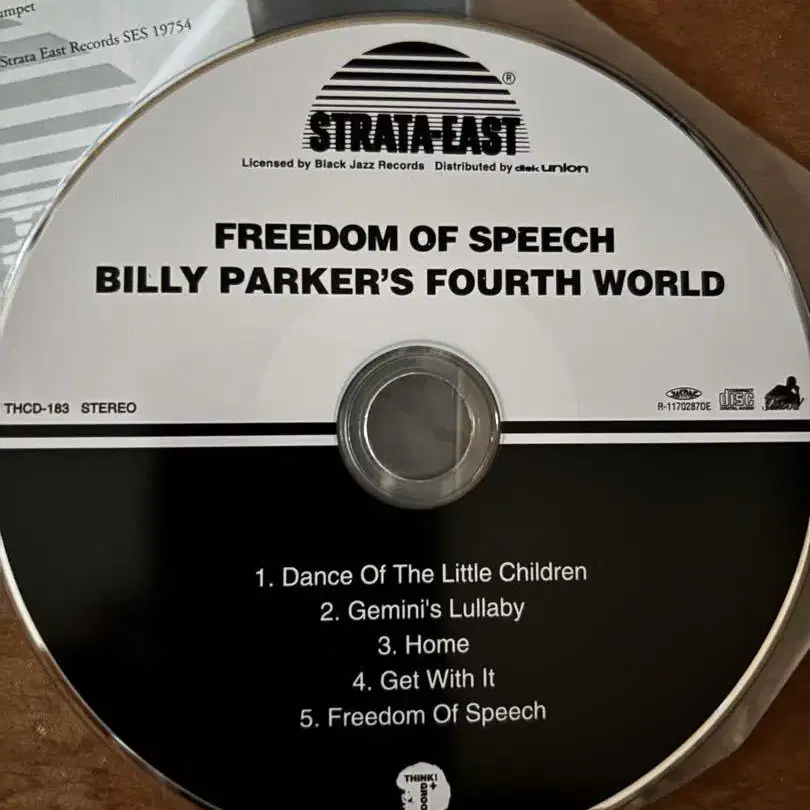 Strata East Records SES 19754
STRATA-EAST ®
Licensed by Black Jazz Records Distributed by disk union
FREEDOM OF SPEECH
BILLY PARKER'S FOURTH WORLD
THCD-183 STEREO
JASRAC
R-1170287DE
disc
1. Dance Of The Little Children
2. Gemini's Lullaby
3. Home
4. Get With It
5. Freedom Of Speech
THINK!
+